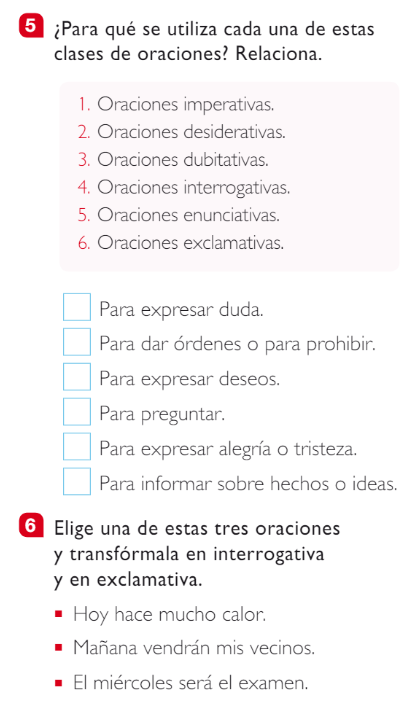 5 ¿Para qué se utiliza cada una de estas
clases de oraciones? Relaciona.
1. Oraciones imperativas.
2. Oraciones desiderativas.
3. Oraciones dubitativas.
4. Oraciones interrogativas.
5. Oraciones enunciativas.
6. Oraciones exclamativas.
Para expresar duda.
Para dar órdenes o para prohibir.
Para expresar deseos.
Para preguntar.
Para expresar alegría o tristeza.
Para informar sobre hechos o ideas.
6 Elige una de estas tres oraciones
y transfórmala en interrogativa
y en exclamativa.
▪ Hoy hace mucho calor.
▪ Mañana vendrán mis vecinos.
▪ El miércoles será el examen.